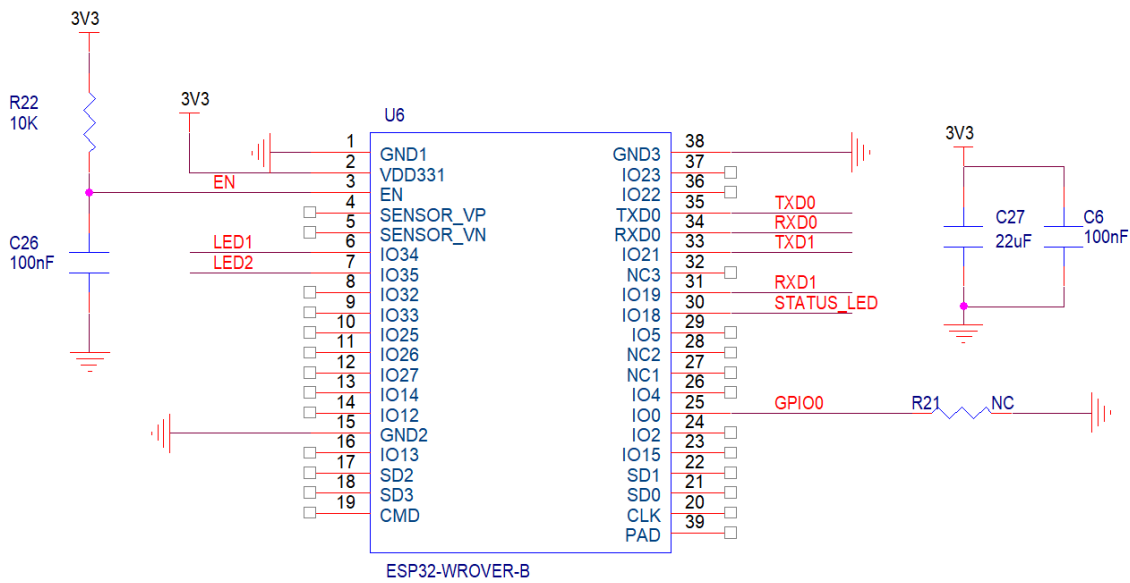 3V3
R22
10K
3V3
U6
EN
C26
100nF
LED1
LED2
1 GND1
2 VDD331
3 EN
4 SENSOR_VP
5 SENSOR_VN
6 IO34
7 IO35
8 IO32
9 IO33
10 IO25
11 IO26
12 IO27
13 IO14
14 IO12
15 GND2
16 IO13
17 SD2
18 SD3
19 CMD
GND3 38
IO23 37
IO22 36
TXD0 35
RXD0 34
IO21 33
NC3 32
IO19 31
IO18 30
IO5 29
NC2 28
NC1 27
IO4 26
IO0 25
IO2 24
IO15 23
SD1 22
SD0 21
CLK 20
PAD 39
ESP32-WROVER-B
TXD0
RXD0
TXD1
RXD1
STATUS_LED
GPIO0
R21 NC
3V3
C27
22uF
C6
100nF